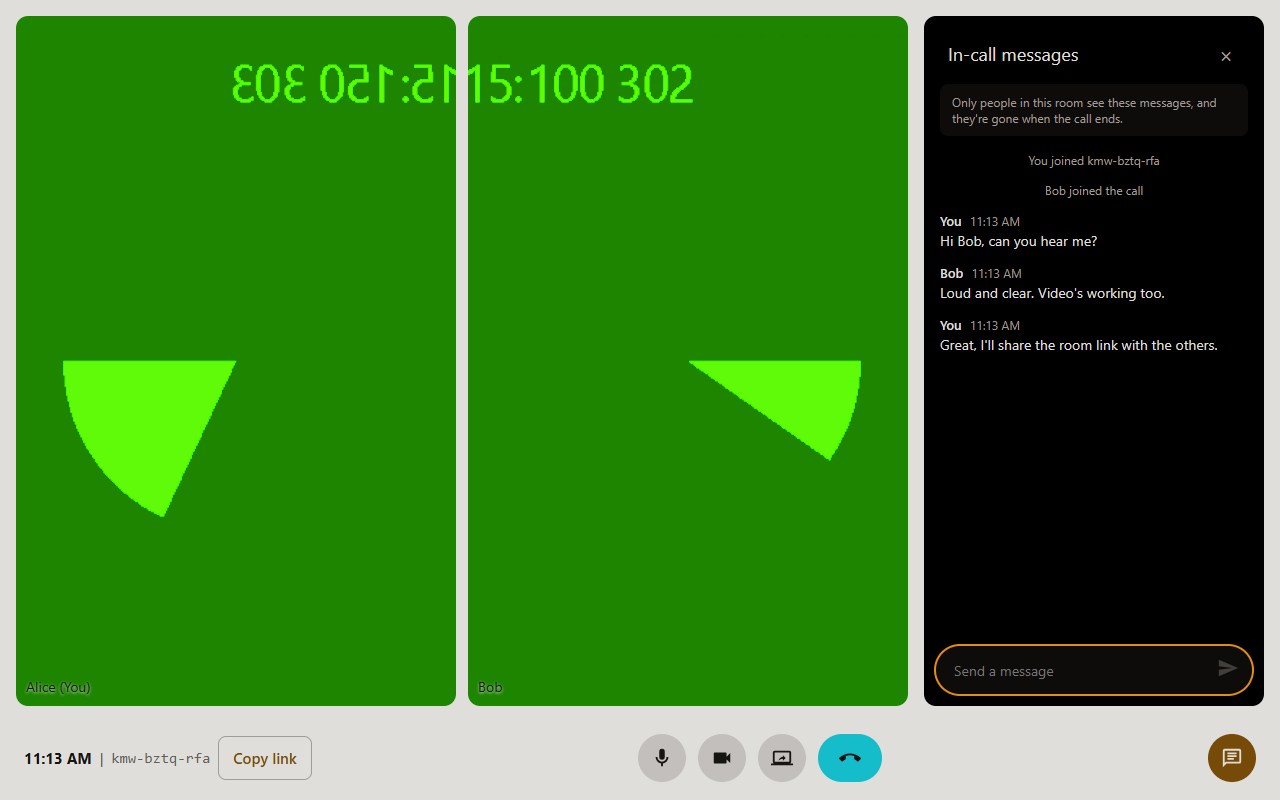 15:150 303
15:100 302
Alice (You)
Bob
In-call messages
Only people in this room see these messages, and
they're gone when the call ends.
You joined kmw-bztq-rfa
Bob joined the call
You 11:13 AM
Hi Bob, can you hear me?
Bob 11:13 AM
Loud and clear. Video's working too.
You 11:13 AM
Great, I'll share the room link with the others.
Send a message
11:13 AM | kmw-bztq-rfa Copy link